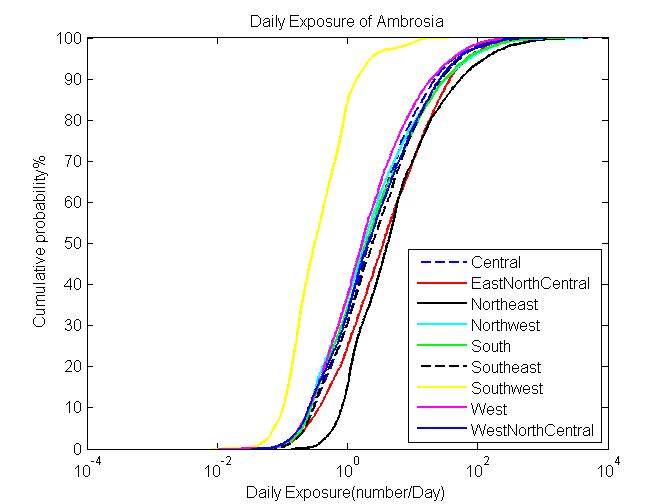 Daily Exposure of Ambrosia
100
90
80
70
60
50
40
30
20
10
0
Cumulative probability%
10^-4
10^-2
10^0
10^2
10^4
Daily Exposure(number/Day)
Central
EastNorthCentral
Northeast
Northwest
South
Southeast
Southwest
West
WestNorthCentral